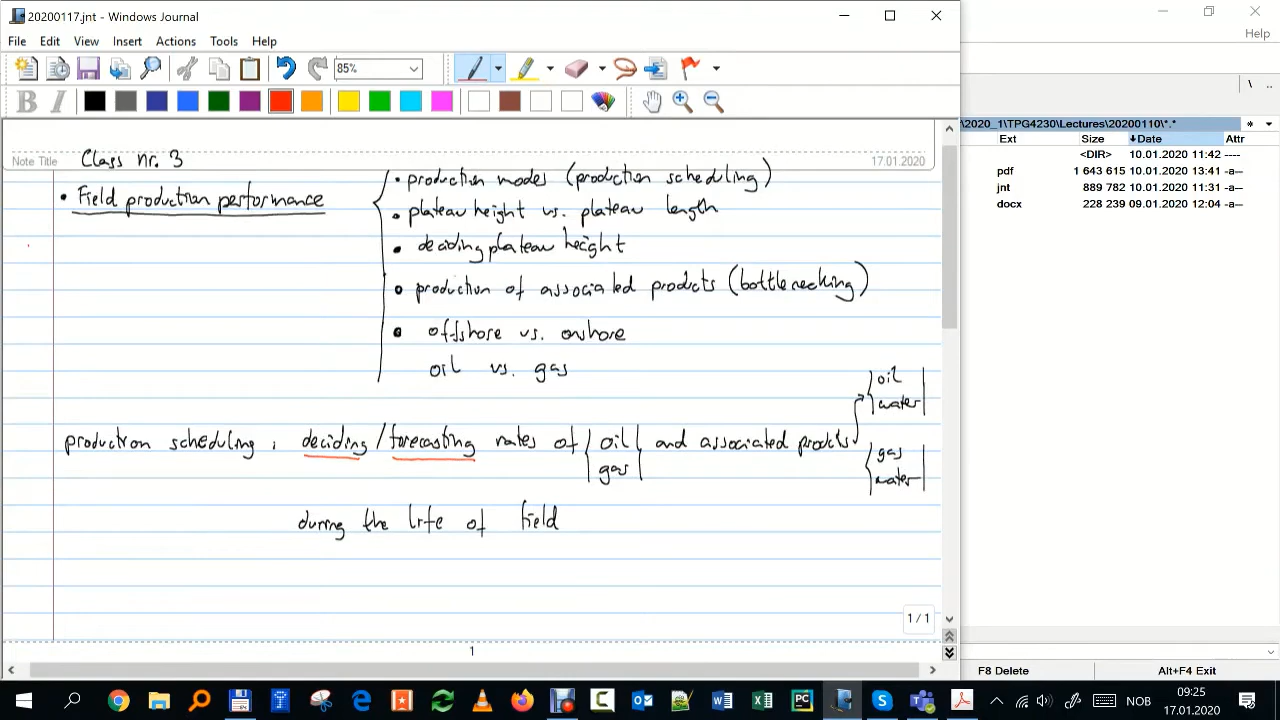 20200117.jnt - Windows Journal
File Edit View Insert Actions Tools Help
85%
B I
Note Title
17.01.2020
Class nr. 3
• Field production performance
• production modes (production scheduling)
• plateau height vs. plateau length
• deciding plateau height
• production of associated products (bottlenecking)
• offshore vs. onshore
oil vs. gas
oil
water
production scheduling : deciding / forecasting rates of oil gas and associated prodcts
gas
water
during the life of field
1 / 1
1
Help
\ ..
\2020_1\TPG4230\Lectures\20200110\*.*
* 
Ext Size Date Attr
<DIR> 10.01.2020 11:42 ----
pdf 1 643 615 10.01.2020 13:41 -a--
jnt 889 782 10.01.2020 11:31 -a--
docx 228 239 09.01.2020 12:04 -a--
F8 Delete Alt+F4 Exit
NOB
09:25
17.01.2020